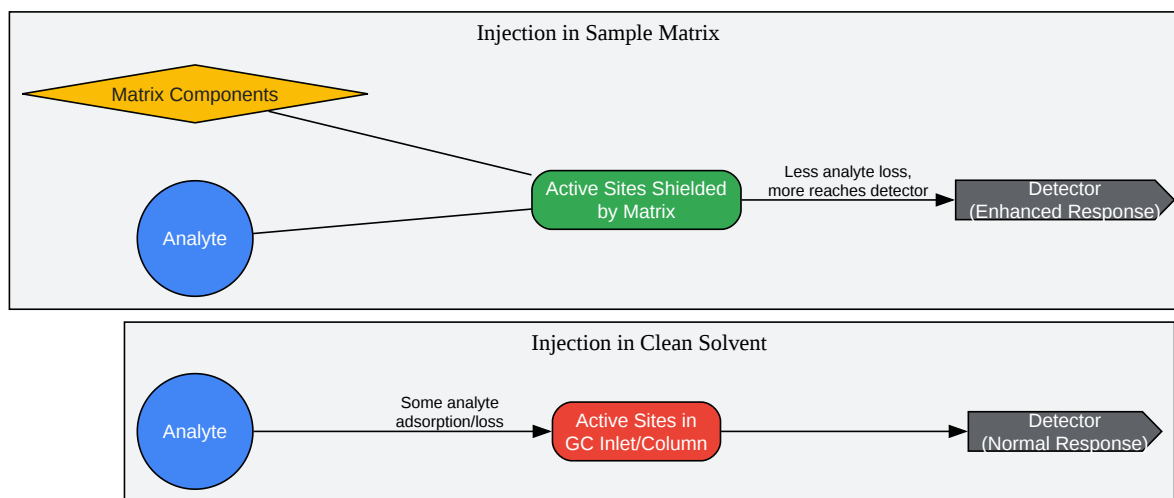 Injection in Sample Matrix
Matrix Components
Analyte
Active Sites Shielded
by Matrix
Less analyte loss,
more reaches detector
Detector
(Enhanced Response)
Injection in Clean Solvent
Analyte
Some analyte
adsorption/loss
Active Sites in
GC Inlet/Column
Detector
(Normal Response)